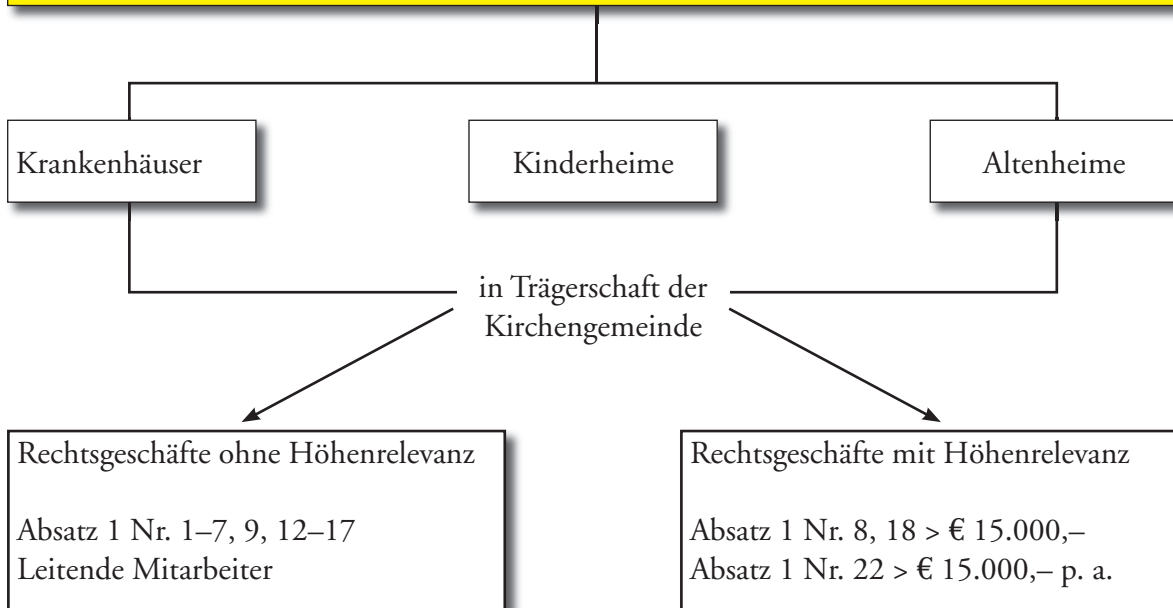 Krankenhäuser
Kinderheime
Altenheime
in Trägerschaft der
Kirchengemeinde
Rechtsgeschäfte ohne Höhenrelevanz
Absatz 1 Nr. 1–7, 9, 12–17
Leitende Mitarbeiter
Rechtsgeschäfte mit Höhenrelevanz
Absatz 1 Nr. 8, 18 > € 15.000,–
Absatz 1 Nr. 22 > € 15.000,– p. a.